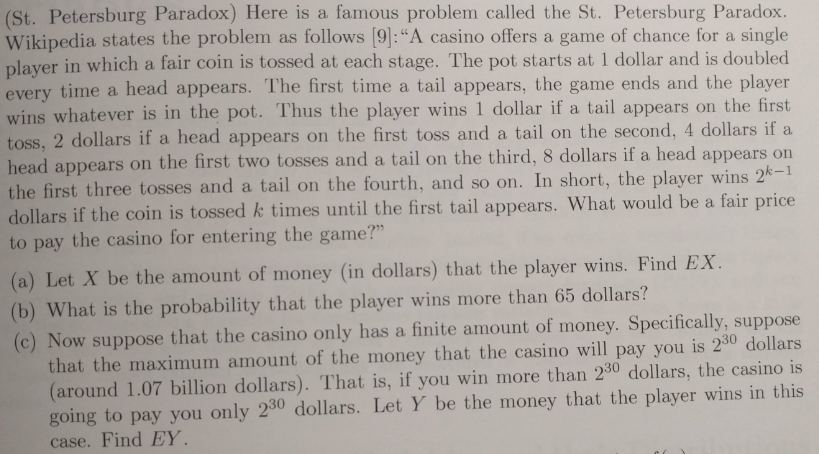 (St. Petersburg Paradox) Here is a famous problem called the St. Petersburg Paradox.
Wikipedia states the problem as follows [9]:“A casino offers a game of chance for a single
player in which a fair coin is tossed at each stage. The pot starts at 1 dollar and is doubled
every time a head appears. The first time a tail appears, the game ends and the player
wins whatever is in the pot. Thus the player wins 1 dollar if a tail appears on the first
toss, 2 dollars if a head appears on the first toss and a tail on the second, 4 dollars if a
head appears on the first two tosses and a tail on the third, 8 dollars if a head appears on
the first three tosses and a tail on the fourth, and so on. In short, the player wins 2^{k−1}
dollars if the coin is tossed k times until the first tail appears. What would be a fair price
to pay the casino for entering the game?”
(a) Let X be the amount of money (in dollars) that the player wins. Find EX.
(b) What is the probability that the player wins more than 65 dollars?
(c) Now suppose that the casino only has a finite amount of money. Specifically, suppose
that the maximum amount of the money that the casino will pay you is 2^{30} dollars
(around 1.07 billion dollars). That is, if you win more than 2^{30} dollars, the casino is
going to pay you only 2^{30} dollars. Let Y be the money that the player wins in this
case. Find EY.